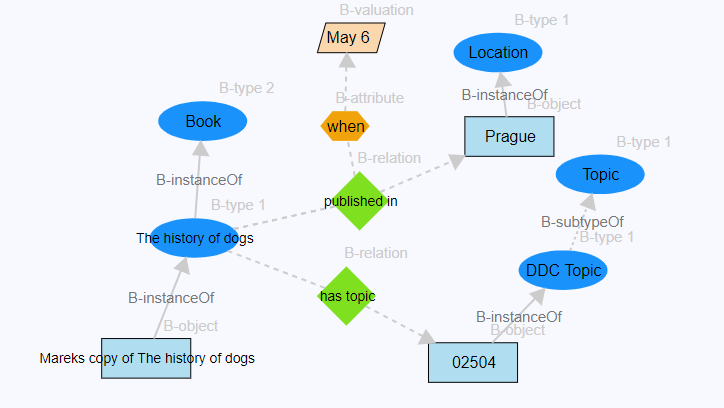 B-valuation
May 6
B-type 1
Location
B-instanceOf
B-object
Prague
B-type 2
Book
B-attribute
when
B-type 1
Topic
B-relation
published in
B-instanceOf
B-type 1
The history of dogs
B-subtypeOf
B-type 1
DDC Topic
B-relation
has topic
B-instanceOf
B-object
Mareks copy of The history of dogs
B-instanceOf
B-object
02504